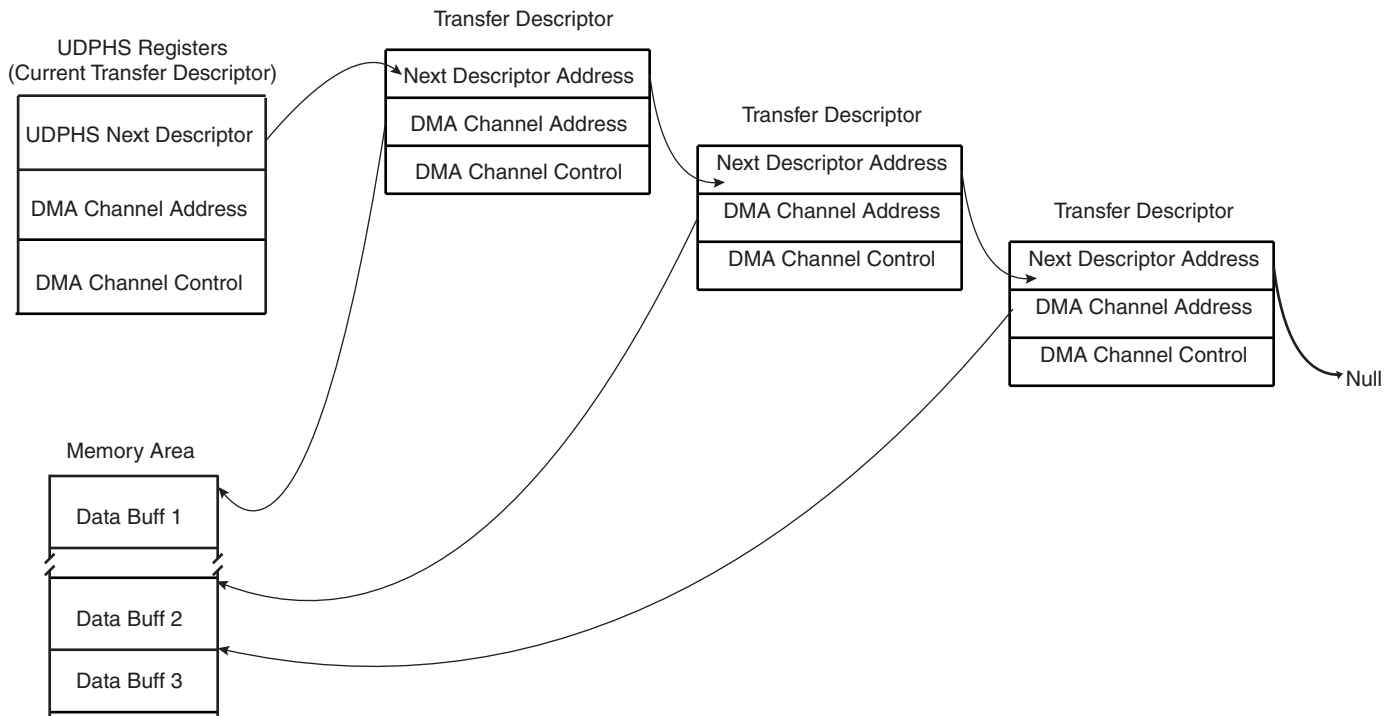 UDPHS Registers
(Current Transfer Descriptor)
UDPHS Next Descriptor
DMA Channel Address
DMA Channel Control
Transfer Descriptor
Next Descriptor Address
DMA Channel Address
DMA Channel Control
Transfer Descriptor
Next Descriptor Address
DMA Channel Address
DMA Channel Control
Transfer Descriptor
Next Descriptor Address
DMA Channel Address
DMA Channel Control
Null
Memory Area
Data Buff 1
Data Buff 2
Data Buff 3